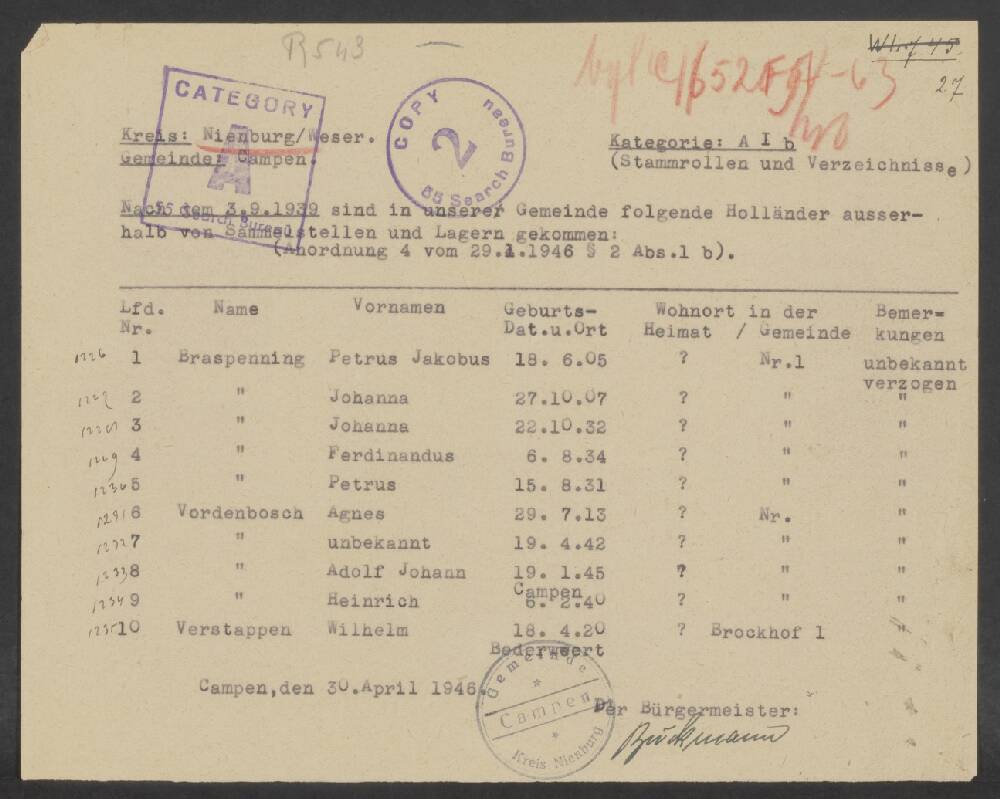 R543
27
CATEGORY
A
COPY
2
55 Search Bureau
Kreis: Nienburg/Weser.
Gemeinde: Campen.
Kategorie: A I b
(Stammrollen und Verzeichnisse)
Nach dem 3.9.1939 sind in unserer Gemeinde folgende Holländer ausser-
halb von Sammelstellen und Lagern gekommen:
(Anordnung 4 vom 29.1.1946 § 2 Abs.1 b).
Lfd. Nr. Name Vornamen Geburts- Dat.u.Ort Wohnort in der Heimat / Gemeinde Bemer= kungen
1226 1 Braspenning Petrus Jakobus 18. 6.05 ? Nr.1 unbekannt verzogen
2 " Johanna 27.10.07 ? " "
3 " Johanna 22.10.32 ? " "
4 " Ferdinandus 6. 8.34 ? " "
5 " Petrus 15. 8.31 ? " "
6 Vordenbosch Agnes 29. 7.13 ? Nr. "
7 " unbekannt 19. 4.42 ? " "
8 " Adolf Johann 19. 1.45 Campen ? " "
9 " Heinrich 6. 2.40 ? " "
10 Verstappen Wilhelm 18. 4.20 Bederweert ? Brockhof 1 "
Campen,den 30.April 1946.
Gemeinde
Campen
Kreis Nienburg
Der Bürgermeister: